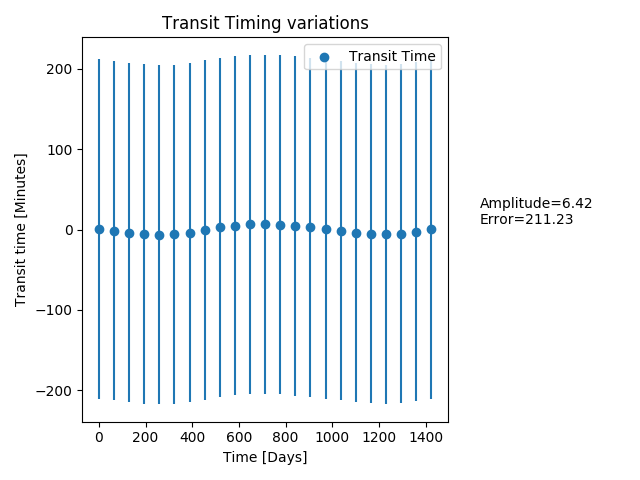 Transit Timing variations
Transit Time
Transit time [Minutes]
200
100
0
−100
−200
0 200 400 600 800 1000 1200 1400
Time [Days]
Amplitude=6.42
Error=211.23